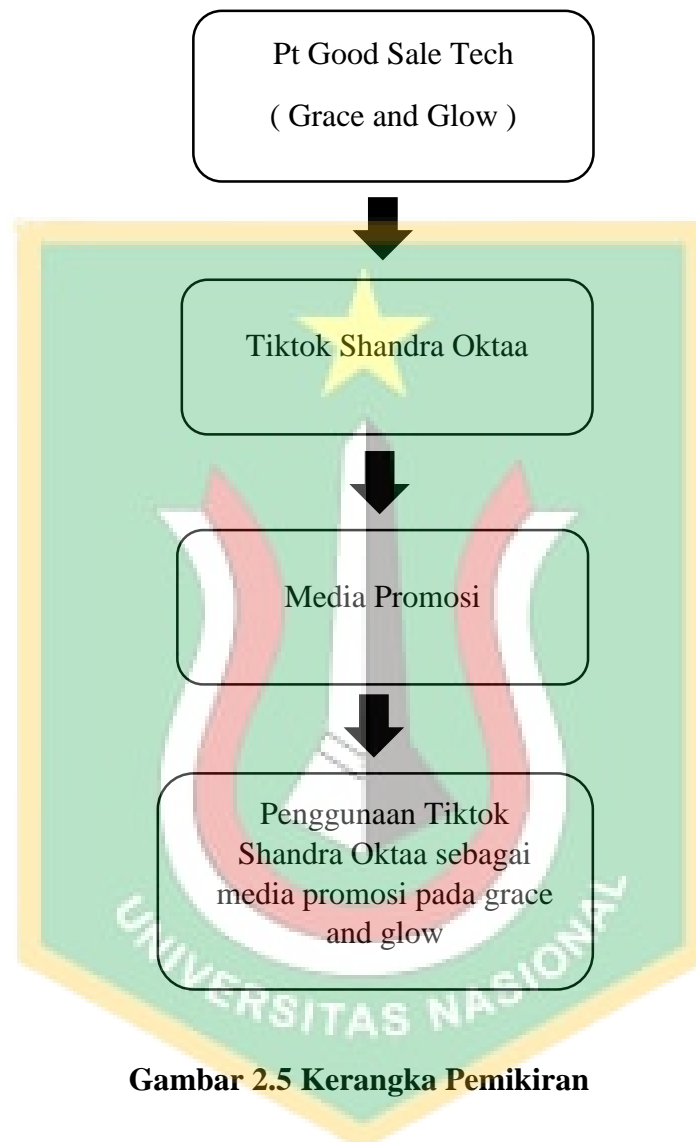 Pt Good Sale Tech
( Grace and Glow )
Tiktok Shandra Oktaa
Media Promosi
Penggunaan Tiktok
Shandra Oktaa sebagai
media promosi pada grace
and glow
UNIVERSITAS NASIONAL
Gambar 2.5 Kerangka Pemikiran